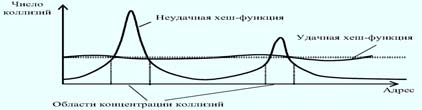 Число
коллизий
Неудачная хеш-функция
Удачная хеш-функция
Адрес
Области концентрации коллизий